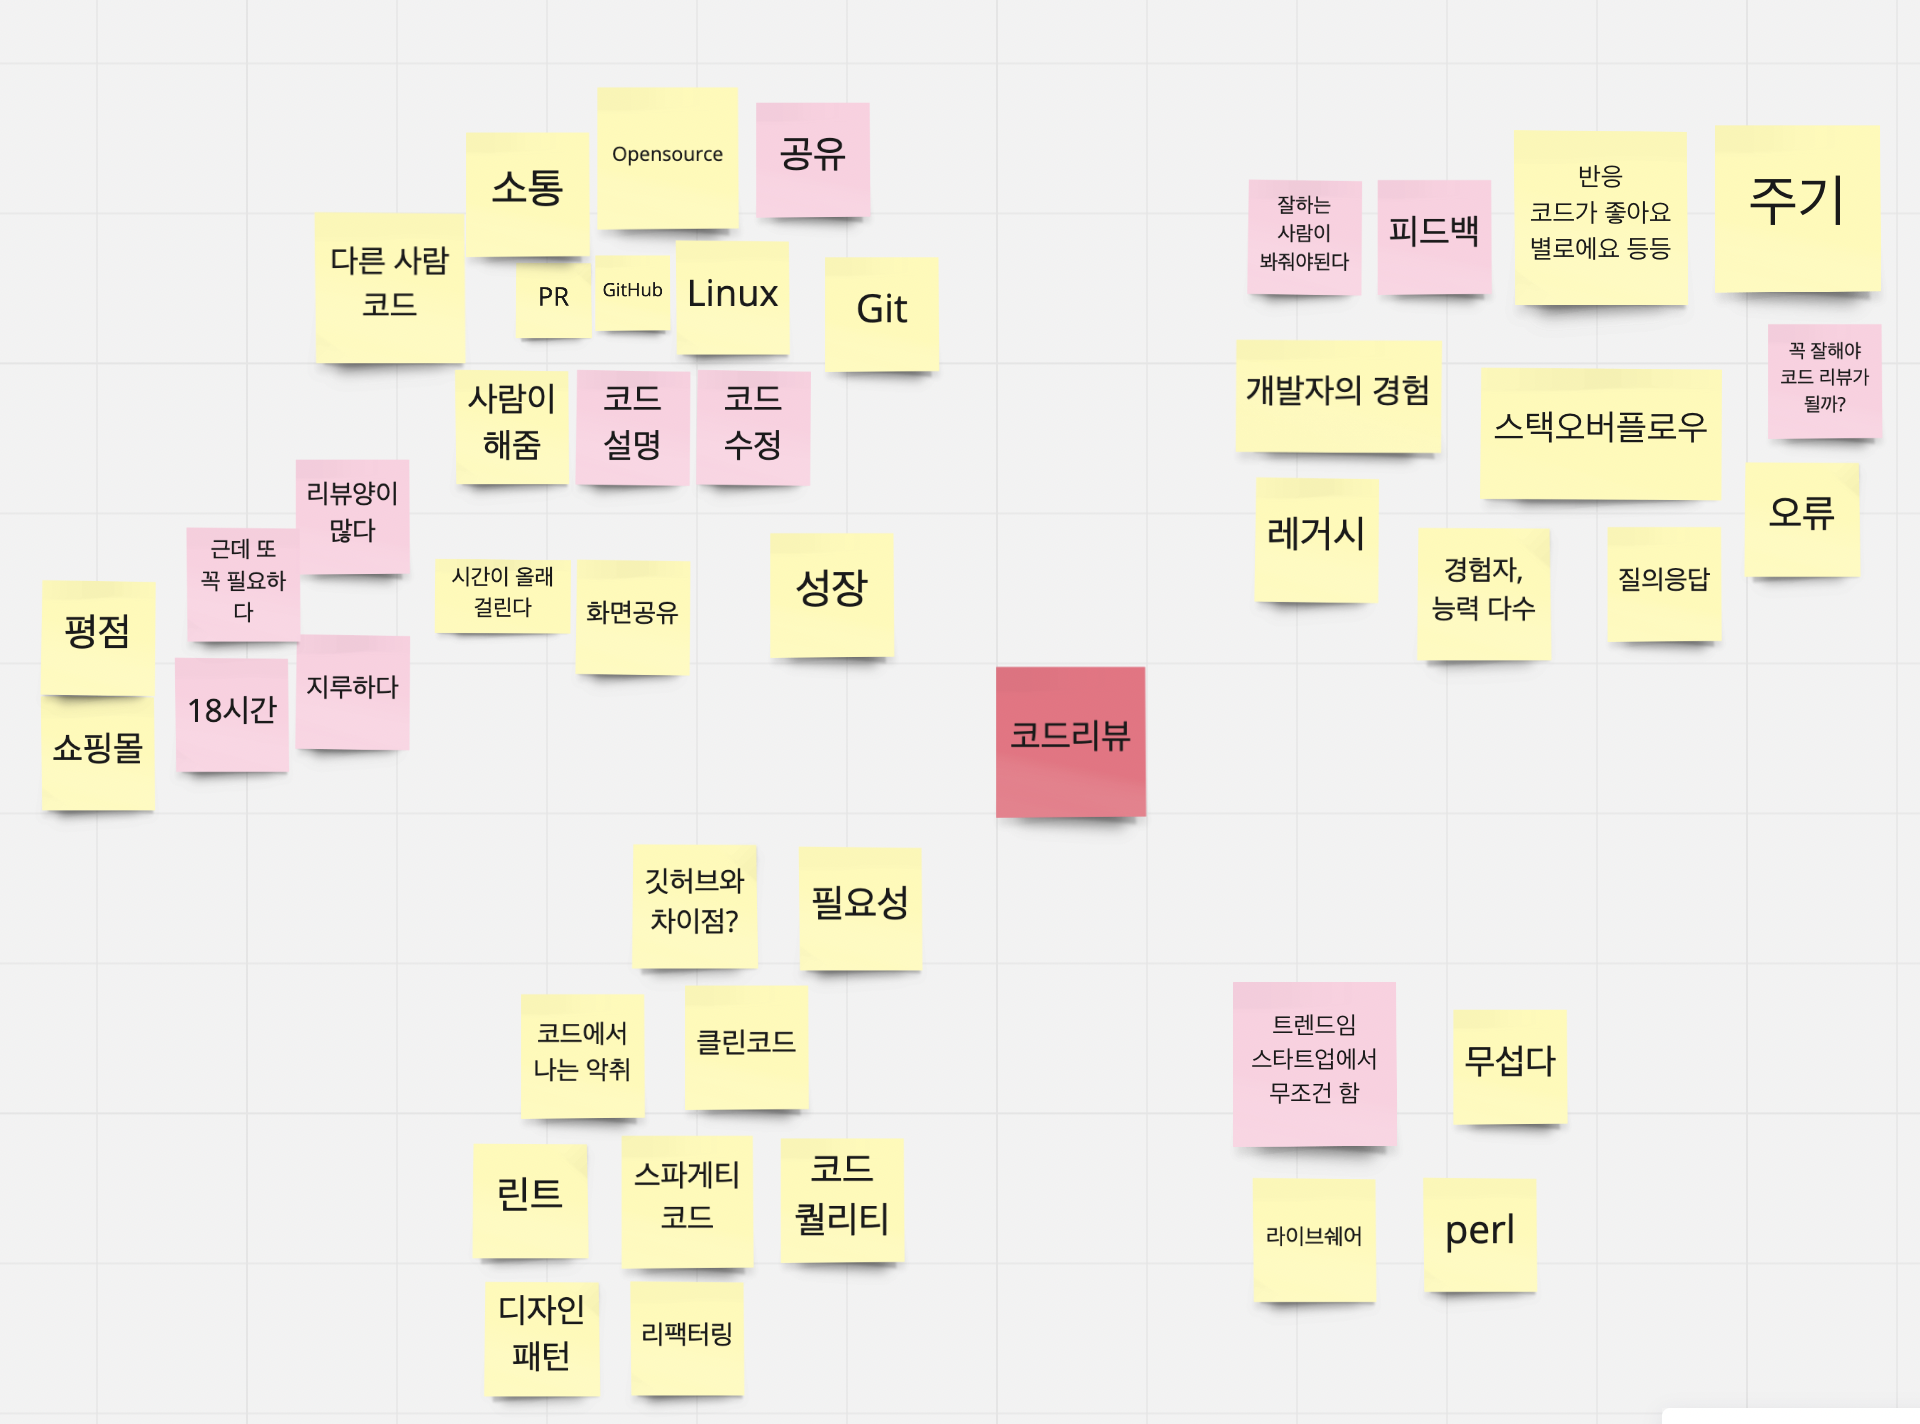 소통
Opensource
공유
다른 사람
코드
PR
GitHub
Linux
Git
사람이
해줌
코드
설명
코드
수정
리뷰양이
많다
근데 또
꼭 필요하
다
평점
쇼핑몰
18시간
지루하다
시간이 올래
걸린다
화면공유
성장
잘하는
사람이
봐줘야된다
피드백
반응
코드가 좋아요
별로에요 등등
주기
개발자의 경험
스택오버플로우
꼭 잘해야
코드 리뷰가
될까?
레거시
경험자,
능력 다수
질의응답
오류
코드리뷰
깃허브와
차이점?
필요성
코드에서
나는 악취
클린코드
린트
스파게티
코드
코드
퀄리티
디자인
패턴
리팩터링
트렌드임
스타트업에서
무조건 함
무섭다
라이브쉐어
perl